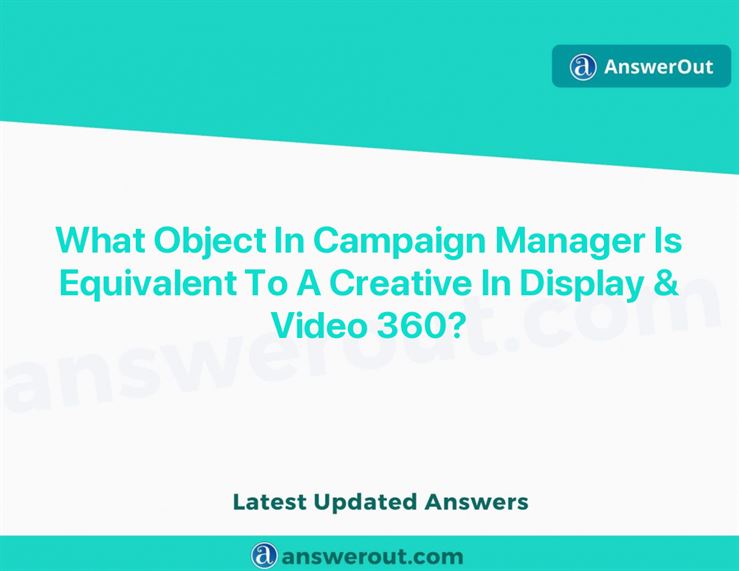 AnswerOut
What Object In Campaign Manager Is
Equivalent To A Creative In Display &
Video 360?
answerout.com
Latest Updated Answers
answerout.com